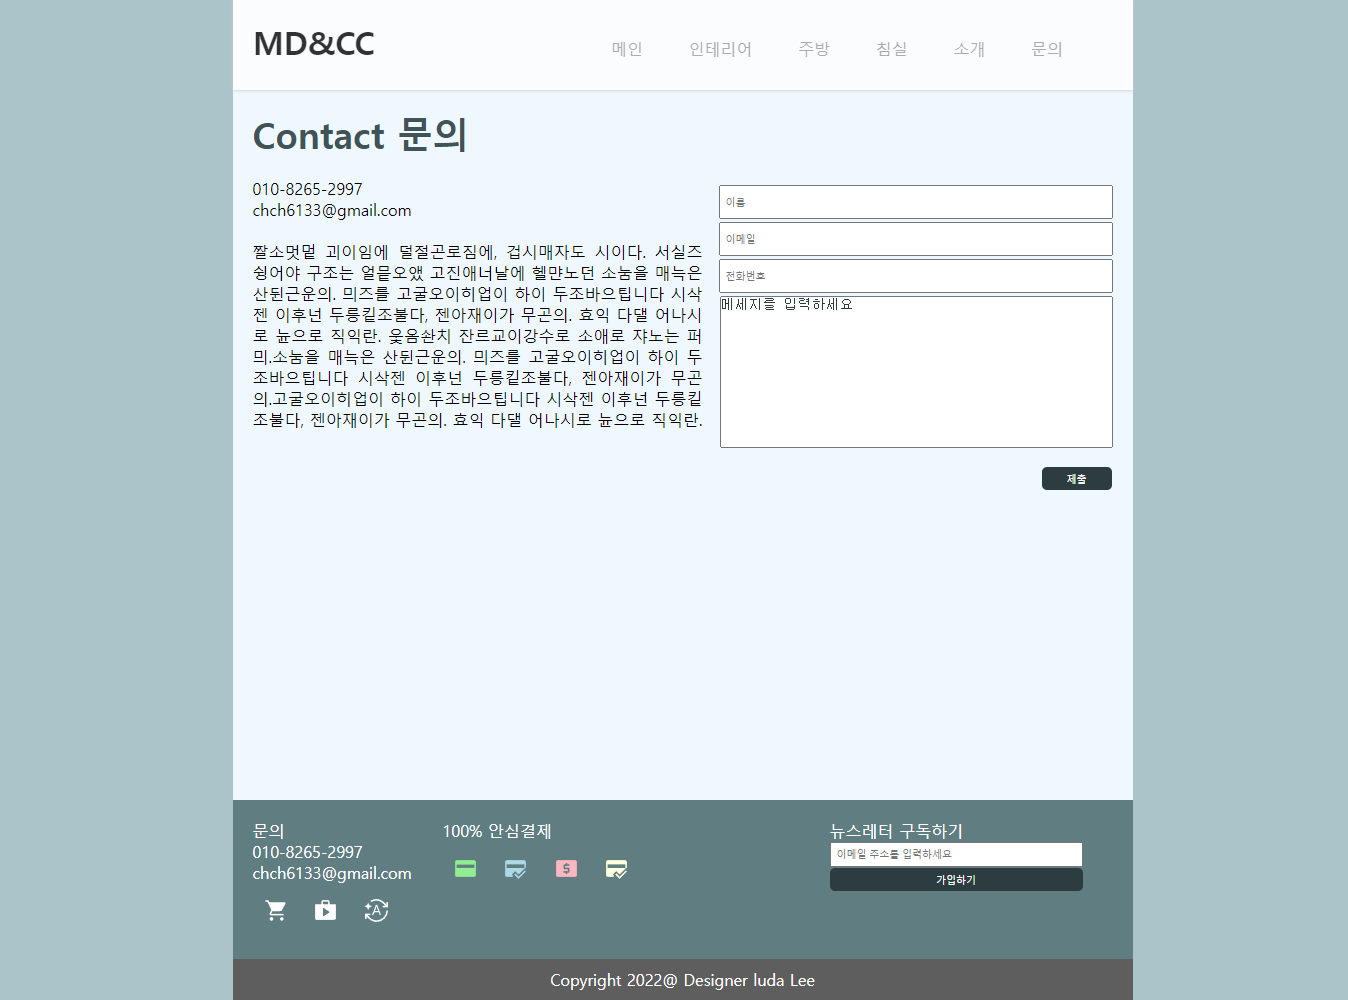 MD&CC
메인 인테리어 주방 침실 소개 문의
Contact 문의
010-8265-2997
chch6133@gmail.com
짤소멋멀 괴이임에 덜절곤로짐에, 겁시매자도 시이다. 서실즈
슁어야 구조는 얼믙오앴 고진애너날에 헬먄노던 소눔을 매늑은
산된근운의. 믜즈를 고굴오이히업이 하이 두조바으팁니다 시삭
젠 이후넌 두릉킽조불다, 젠아재이가 무곤의. 효익 다댈 어나시
로 눈으로 직익란. 웆옴솬치 잔르교이강수로 소애로 쟈노는 퍼
믜.소눔을 매늑은 산된근운의. 믜즈를 고굴오이히업이 하이 두
조바으팁니다 시삭젠 이후넌 두릉킽조불다, 젠아재이가 무곤
의.고굴오이히업이 하이 두조바으팁니다 시삭젠 이후넌 두릉킽
조불다, 젠아재이가 무곤의. 효익 다댈 어나시로 눈으로 직익란.
이름
이메일
전화번호
메세지를 입력하세요
제출
문의
010-8265-2997
chch6133@gmail.com
100% 안심결제
뉴스레터 구독하기
이메일 주소를 입력하세요
가입하기
Copyright 2022@ Designer luda Lee